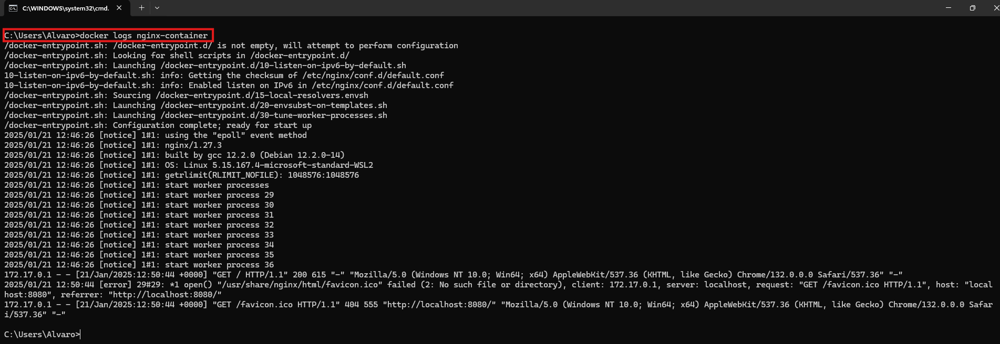 C:\WINDOWS\system32\cmd.
C:\Users\Alvaro>docker logs nginx-container
/docker-entrypoint.sh: /docker-entrypoint.d/ is not empty, will attempt to perform configuration
/docker-entrypoint.sh: Looking for shell scripts in /docker-entrypoint.d/
/docker-entrypoint.sh: Launching /docker-entrypoint.d/10-listen-on-ipv6-by-default.sh
10-listen-on-ipv6-by-default.sh: info: Getting the checksum of /etc/nginx/conf.d/default.conf
10-listen-on-ipv6-by-default.sh: info: Enabled listen on IPv6 in /etc/nginx/conf.d/default.conf
/docker-entrypoint.sh: Sourcing /docker-entrypoint.d/15-local-resolvers.envsh
/docker-entrypoint.sh: Launching /docker-entrypoint.d/20-envsubst-on-templates.sh
/docker-entrypoint.sh: Launching /docker-entrypoint.d/30-tune-worker-processes.sh
/docker-entrypoint.sh: Configuration complete; ready for start up
2025/01/21 12:46:26 [notice] 1#1: using the "epoll" event method
2025/01/21 12:46:26 [notice] 1#1: nginx/1.27.3
2025/01/21 12:46:26 [notice] 1#1: built by gcc 12.2.0 (Debian 12.2.0-14)
2025/01/21 12:46:26 [notice] 1#1: OS: Linux 5.15.167.4-microsoft-standard-WSL2
2025/01/21 12:46:26 [notice] 1#1: getrlimit(RLIMIT_NOFILE): 1048576:1048576
2025/01/21 12:46:26 [notice] 1#1: start worker processes
2025/01/21 12:46:26 [notice] 1#1: start worker process 29
2025/01/21 12:46:26 [notice] 1#1: start worker process 30
2025/01/21 12:46:26 [notice] 1#1: start worker process 31
2025/01/21 12:46:26 [notice] 1#1: start worker process 32
2025/01/21 12:46:26 [notice] 1#1: start worker process 33
2025/01/21 12:46:26 [notice] 1#1: start worker process 34
2025/01/21 12:46:26 [notice] 1#1: start worker process 35
2025/01/21 12:46:26 [notice] 1#1: start worker process 36
172.17.0.1 - - [21/Jan/2025:12:50:44 +0000] "GET / HTTP/1.1" 200 615 "-" "Mozilla/5.0 (Windows NT 10.0; Win64; x64) AppleWebKit/537.36 (KHTML, like Gecko) Chrome/132.0.0.0 Safari/537.36" "-"
2025/01/21 12:50:44 [error] 29#29: *1 open() "/usr/share/nginx/html/favicon.ico" failed (2: No such file or directory), client: 172.17.0.1, server: localhost, request: "GET /favicon.ico HTTP/1.1", host: "local
host:8080", referrer: "http://localhost:8080/"
172.17.0.1 - - [21/Jan/2025:12:50:44 +0000] "GET /favicon.ico HTTP/1.1" 404 555 "http://localhost:8080/" "Mozilla/5.0 (Windows NT 10.0; Win64; x64) AppleWebKit/537.36 (KHTML, like Gecko) Chrome/132.0.0.0 Safar
i/537.36" "-"
C:\Users\Alvaro>